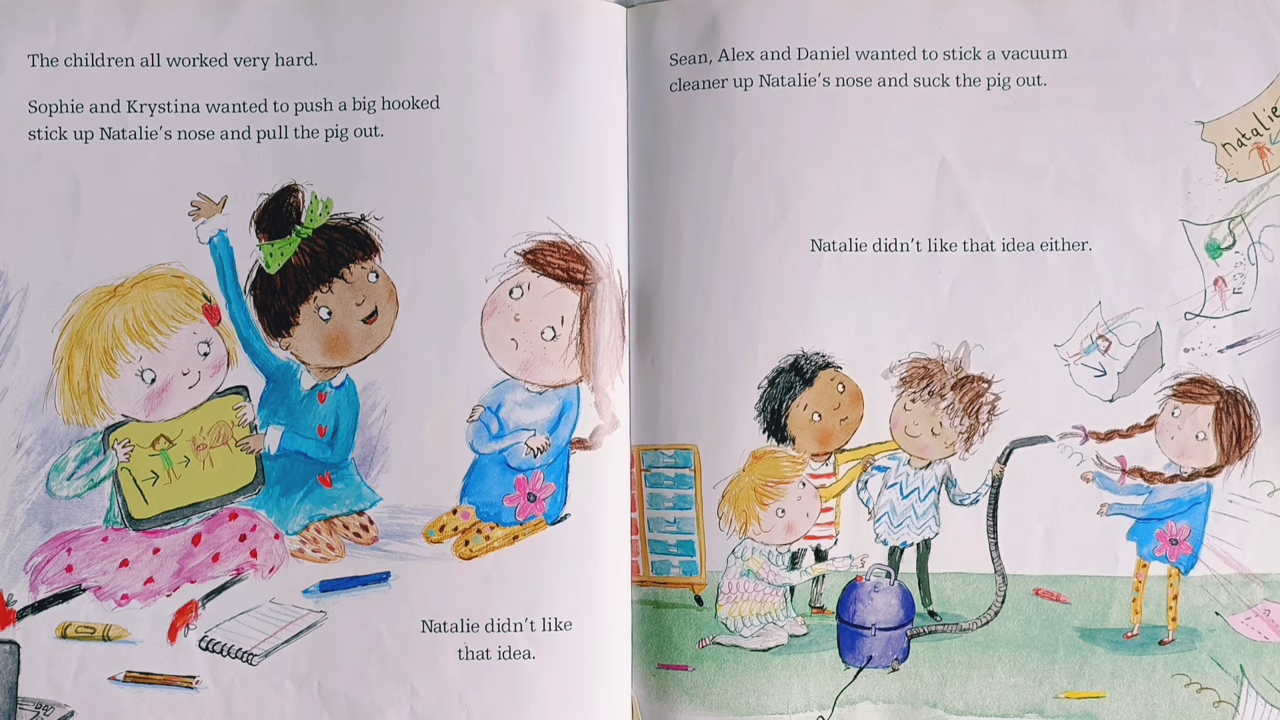 The children all worked very hard.
Sophie and Krystina wanted to push a big hooked
stick up Natalie's nose and pull the pig out.
Natalie didn't like
that idea.
Sean, Alex and Daniel wanted to stick a vacuum
cleaner up Natalie's nose and suck the pig out.
natalie
Natalie didn't like that idea either.